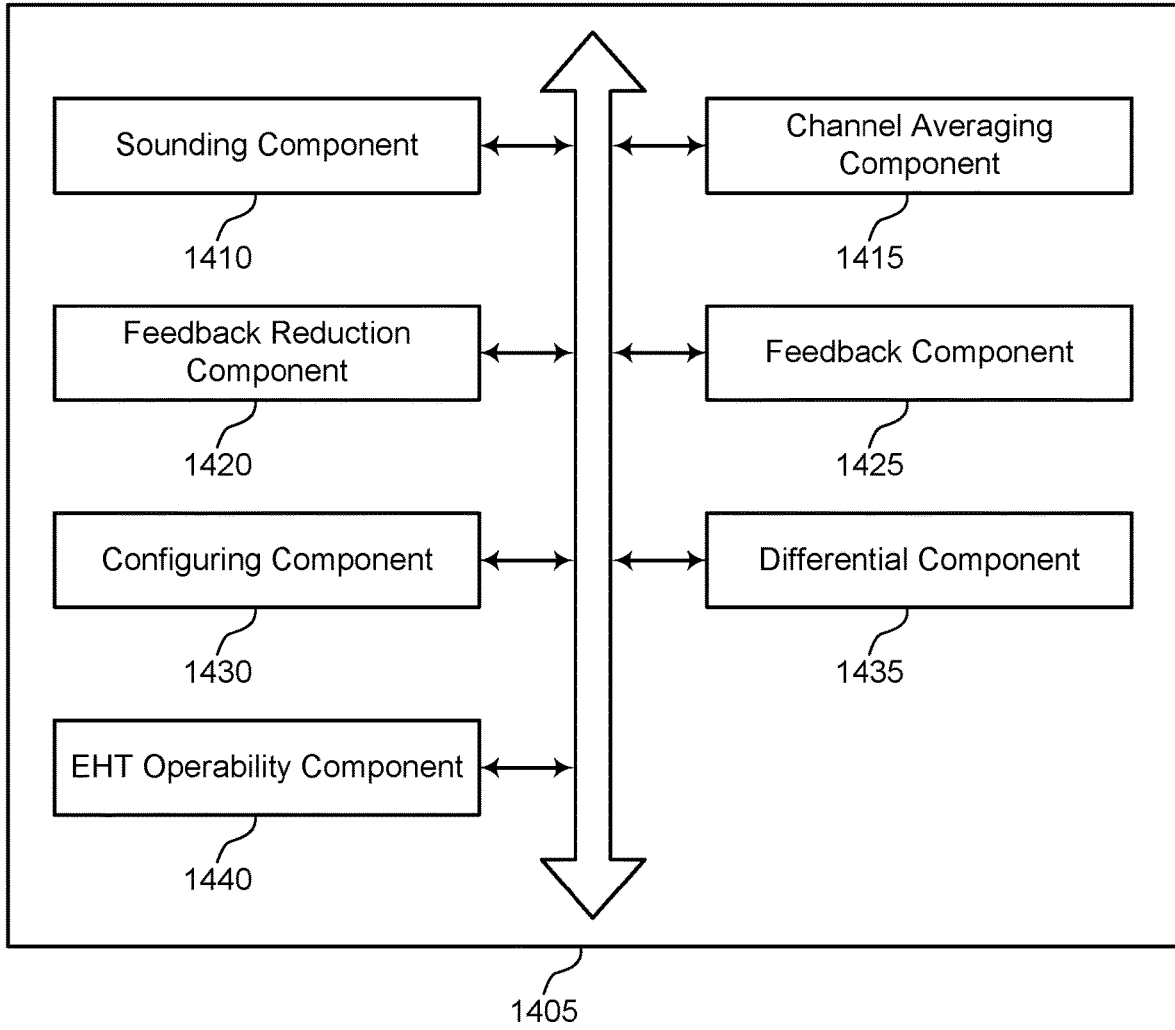 Sounding Component
1410
Channel Averaging
Component
1415
Feedback Reduction
Component
1420
Feedback Component
1425
Configuring Component
1430
Differential Component
1435
EHT Operability Component
1440
1405